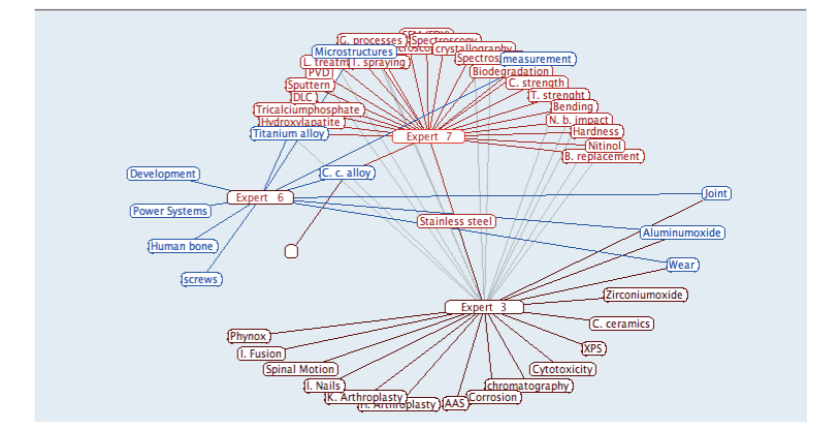 G. processes
Spectroscopy
Microstructures
crystallography
L. treatm
T. spraying
Spectros
measurement
PVD
Biodegradation
Sputtern
C. strength
DLC
T. strenght
Tricalciumphosphate
Bending
Hydroxylapatite
N. b. impact
Titanium alloy
Expert 7
Hardness
Nitinol
B. replacement
Development
C. c. alloy
Expert 6
Joint
Power Systems
Stainless steel
Aluminumoxide
Human bone
Wear
screws
Zirconiumoxide
Expert 3
C. ceramics
Phynox
XPS
I. Fusion
Spinal Motion
Cytotoxicity
I. Nails
chromatography
K. Arthroplasty
Corrosion
Arthroplasty
AAS